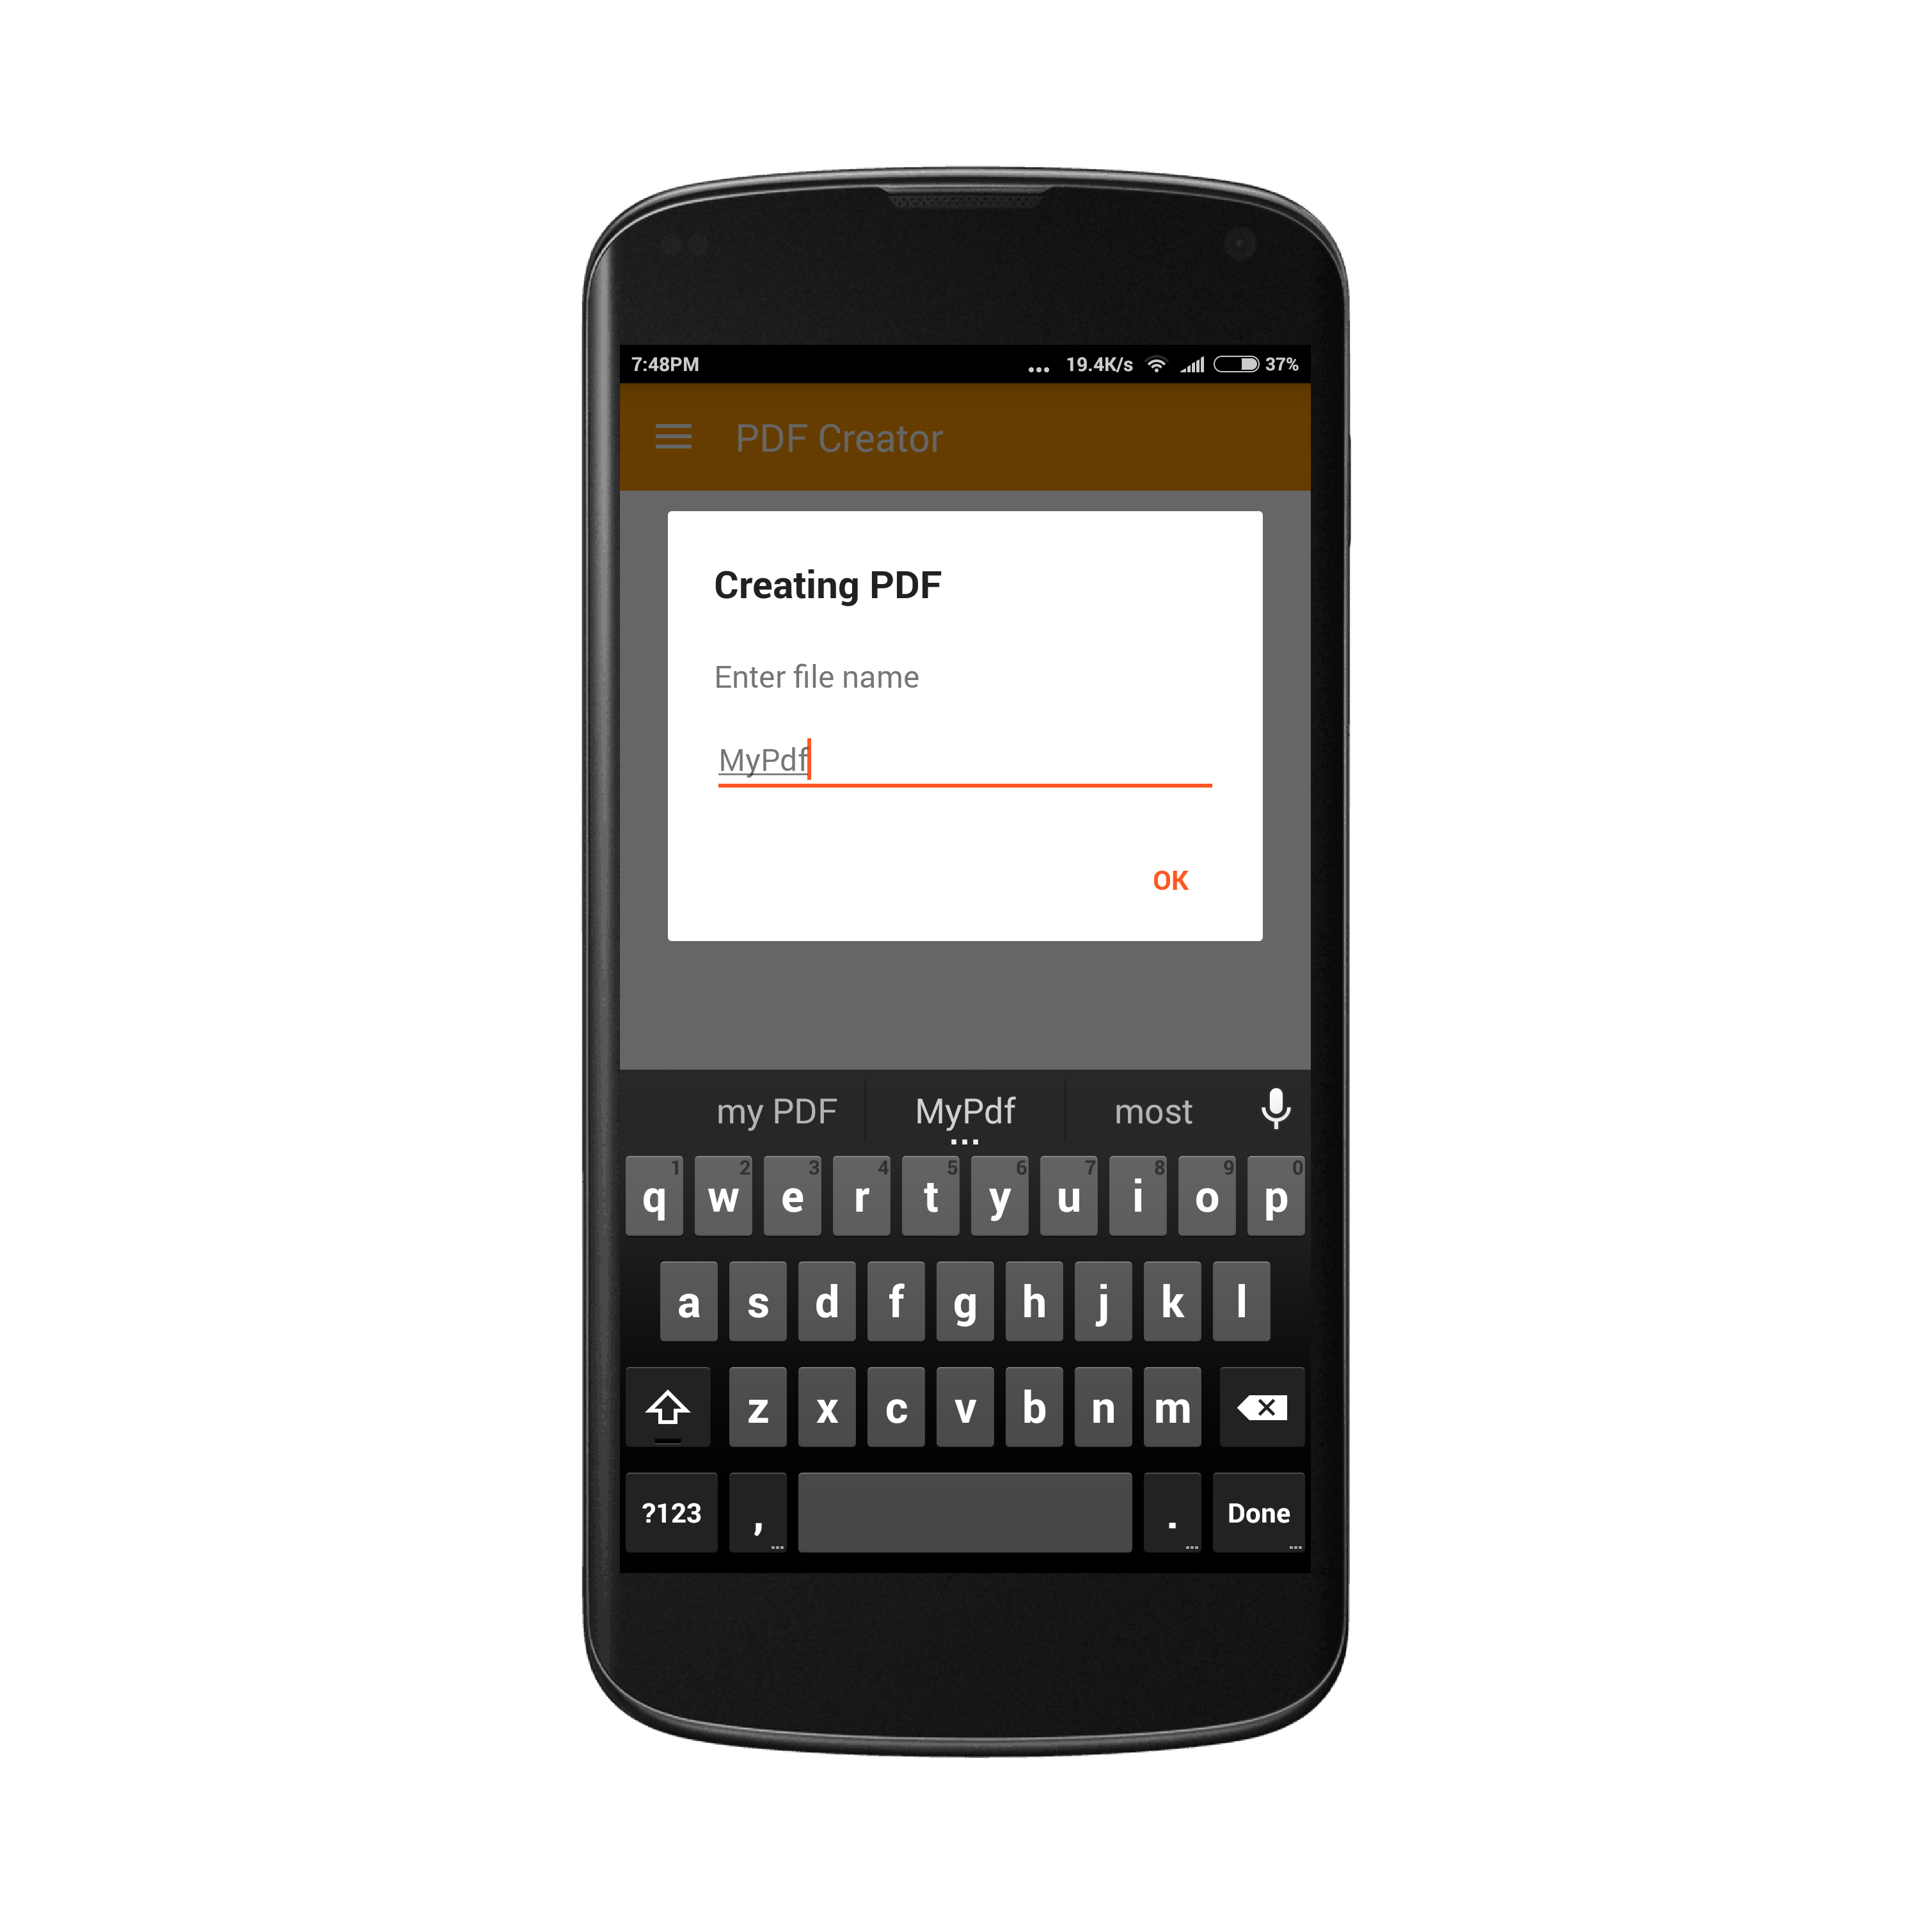 7:48PM ... 19.4K/s 37%
PDF Creator
Creating PDF
Enter file name
MyPdf
OK
my PDF MyPdf most
...
1 2 3 4 5 6 7 8 9 0
q w e r t y u i o p
a s d f g h j k l
z x c v b n m
?123 , . Done
... ... ...